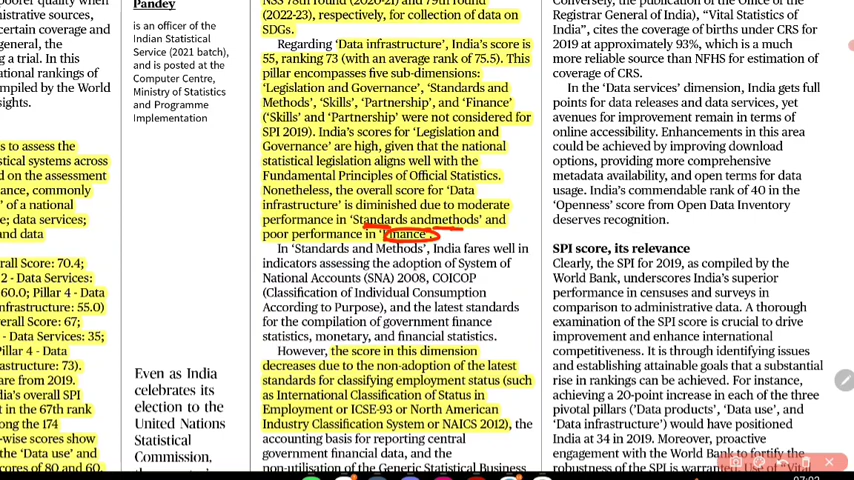 poorer quality when
nistrative sources,
certain coverage and
general, the
g a trial. In this
ational rankings of
mpiled by the World
sights.
s to assess the
stical systems across
d on the assessment
ance, commonly
of a national
e; data services;
and data
erall Score: 70.4;
2 - Data Services:
60.0; Pillar 4 - Data
frastructure: 55.0)
verall Score: 67;
- Data Services: 35;
Pillar 4 - Data
astructure: 73).
are from 2019.
dia's overall SPI
t in the 67th rank
ong the 174
-wise scores show
the 'Data use' and
cores of 80 and 60,
Pandey
is an officer of the
Indian Statistical
Service (2021 batch),
and is posted at the
Computer Centre,
Ministry of Statistics
and Programme
Implementation
Even as India
celebrates its
election to the
United Nations
Statistical
Commission,
NSS 78th round (2020-21) and 79th round
(2022-23), respectively, for collection of data on
SDGs.
Regarding 'Data infrastructure', India's score is
55, ranking 73 (with an average rank of 75.5). This
pillar encompasses five sub-dimensions:
'Legislation and Governance', 'Standards and
Methods', 'Skills', 'Partnership', and 'Finance'
('Skills' and 'Partnership' were not considered for
SPI 2019). India's scores for 'Legislation and
Governance' are high, given that the national
statistical legislation aligns well with the
Fundamental Principles of Official Statistics.
Nonetheless, the overall score for 'Data
infrastructure' is diminished due to moderate
performance in 'Standards andmethods' and
poor performance in 'Finance'.
In 'Standards and Methods', India fares well in
indicators assessing the adoption of System of
National Accounts (SNA) 2008, COICOP
(Classification of Individual Consumption
According to Purpose), and the latest standards
for the compilation of government finance
statistics, monetary, and financial statistics.
However, the score in this dimension
decreases due to the non-adoption of the latest
standards for classifying employment status (such
as International Classification of Status in
Employment or ICSE-93 or North American
Industry Classification System or NAICS 2012), the
accounting basis for reporting central
government financial data, and the
non-utilisation of the Generic Statistical Business
Conversely, the publication of the Office of the
Registrar General of India), "Vital Statistics of
India", cites the coverage of births under CRS for
2019 at approximately 93%, which is a much
more reliable source than NFHS for estimation of
coverage of CRS.
In the 'Data services' dimension, India gets full
points for data releases and data services, yet
avenues for improvement remain in terms of
online accessibility. Enhancements in this area
could be achieved by improving download
options, providing more comprehensive
metadata availability, and open terms for data
usage. India's commendable rank of 40 in the
'Openness' score from Open Data Inventory
deserves recognition.
SPI score, its relevance
Clearly, the SPI for 2019, as compiled by the
World Bank, underscores India's superior
performance in censuses and surveys in
comparison to administrative data. A thorough
examination of the SPI score is crucial to drive
improvement and enhance international
competitiveness. It is through identifying issues
and establishing attainable goals that a substantial
rise in rankings can be achieved. For instance,
achieving a 20-point increase in each of the three
pivotal pillars ('Data products', 'Data use', and
'Data infrastructure') would have positioned
India at 34 in 2019. Moreover, proactive
engagement with the World Bank to fortify the
robustness of the SPI is warranted. Use of "Vital
07:02